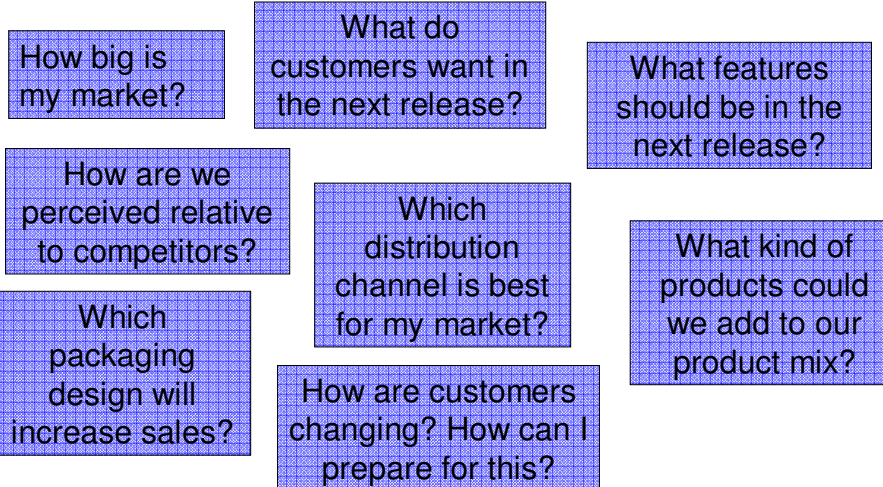 How big is
my market?
What do
customers want in
the next release?
What features
should be in the
next release?
How are we
perceived relative
to competitors?
Which
distribution
channel is best
for my market?
What kind of
products could
we add to our
product mix?
Which
packaging
design will
increase sales?
How are customers
changing? How can I
prepare for this?